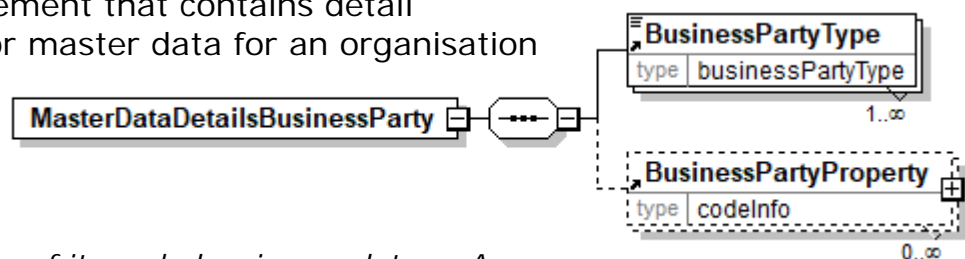 ement that contains detail
or master data for an organisation
BusinessPartyType
type businessPartyType
1..∞
MasterDataDetailsBusinessParty
BusinessPartyProperty
type codeInfo
0..∞